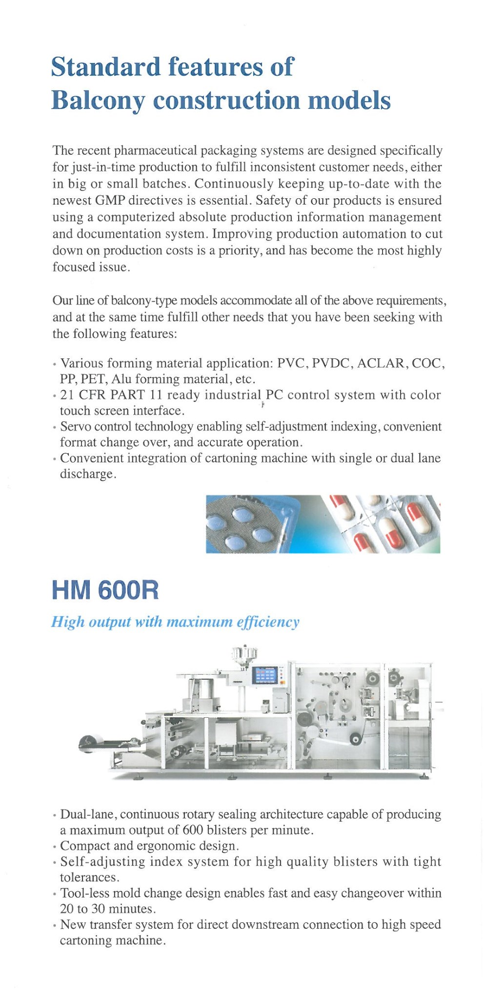 Standard features of
Balcony construction models
The recent pharmaceutical packaging systems are designed specifically
for just-in-time production to fulfill inconsistent customer needs, either
in big or small batches. Continuously keeping up-to-date with the
newest GMP directives is essential. Safety of our products is ensured
using a computerized absolute production information management
and documentation system. Improving production automation to cut
down on production costs is a priority, and has become the most highly
focused issue.
Our line of balcony-type models accommodate all of the above requirements,
and at the same time fulfill other needs that you have been seeking with
the following features:
· Various forming material application: PVC, PVDC, ACLAR, COC,
PP, PET, Alu forming material, etc.
· 21 CFR PART 11 ready industrial PC control system with color
touch screen interface.
· Servo control technology enabling self-adjustment indexing, convenient
format change over, and accurate operation.
· Convenient integration of cartoning machine with single or dual lane
discharge.
HM 600R
High output with maximum efficiency
· Dual-lane, continuous rotary sealing architecture capable of producing
a maximum output of 600 blisters per minute.
· Compact and ergonomic design.
· Self-adjusting index system for high quality blisters with tight
tolerances.
· Tool-less mold change design enables fast and easy changeover within
20 to 30 minutes.
· New transfer system for direct downstream connection to high speed
cartoning machine.